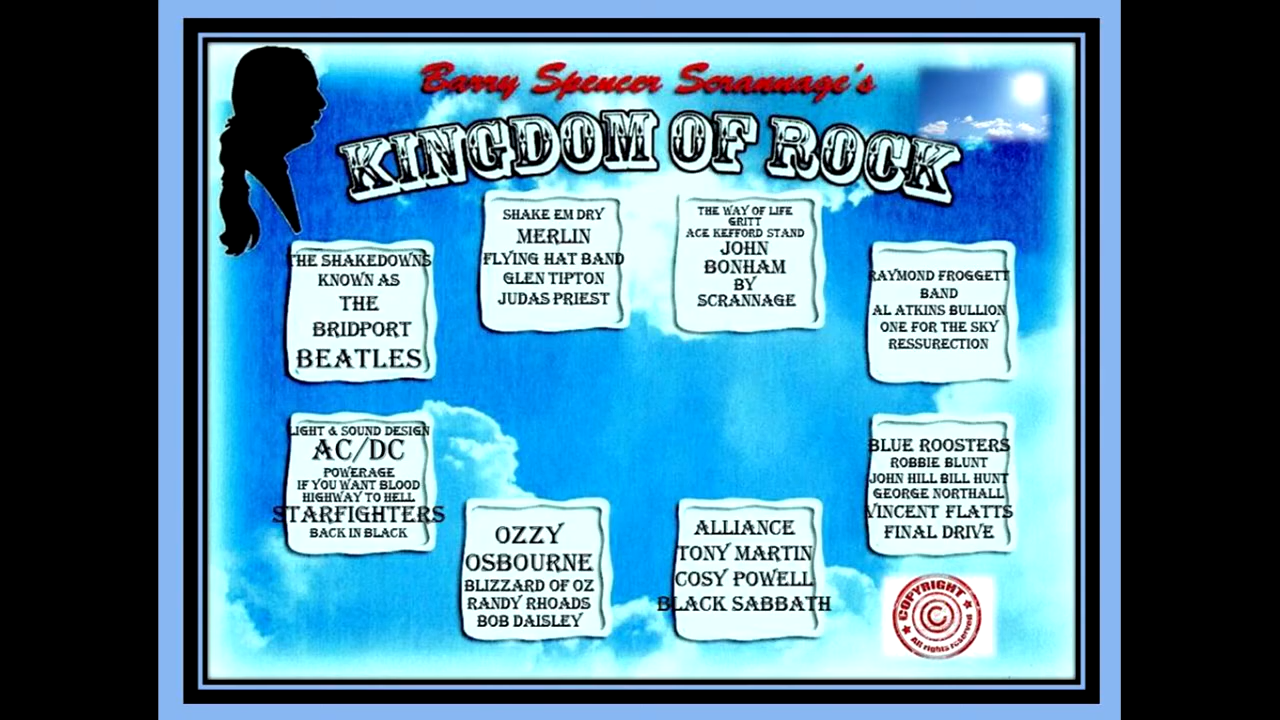 Barry Spencer Scrannage's
KINGDOM OF ROCK
THE SHAKEDOWNS
KNOWN AS
THE
BRIDPORT
BEATLES
SHAKE EM DRY
MERLIN
FLYING HAT BAND
GLEN TIPTON
JUDAS PRIEST
THE WAY OF LIFE
GRITT
ACE KEFFORD STAND
JOHN
BONHAM
BY
SCRANNAGE
RAYMOND FROGGETT
BAND
AL ATKINS BULLION
ONE FOR THE SKY
RESSURECTION
LIGHT & SOUND DESIGN
AC/DC
POWERAGE
IF YOU WANT BLOOD
HIGHWAY TO HELL
STARFIGHTERS
BACK IN BLACK
OZZY
OSBOURNE
BLIZZARD OF OZ
RANDY RHOADS
BOB DAISLEY
ALLIANCE
TONY MARTIN
COSY POWELL
BLACK SABBATH
BLUE ROOSTERS
ROBBIE BLUNT
JOHN HILL BILL HUNT
GEORGE NORTHALL
VINCENT FLATTS
FINAL DRIVE
COPYRIGHT
C
All rights reserved